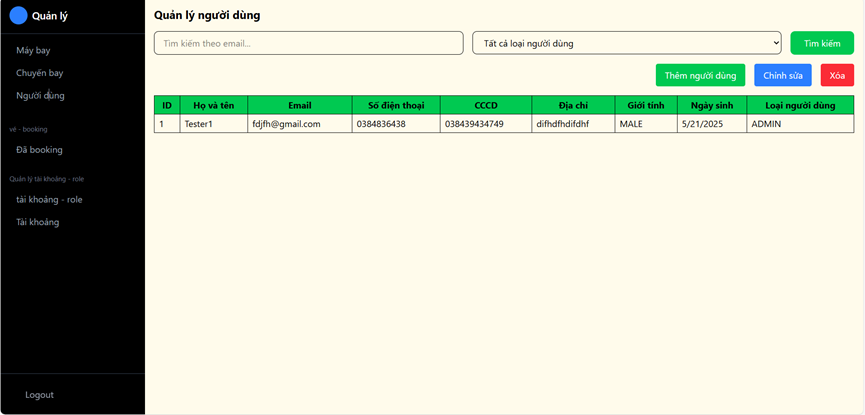 Quản lý
Máy bay
Chuyến bay
Người dùng
vé - booking
Đã booking
Quản lý tài khoảng - role
tài khoảng - role
Tài khoảng
Logout
Quản lý người dùng
Tìm kiếm theo email...
Tất cả loại người dùng
Tìm kiếm
Thêm người dùng Chỉnh sửa Xóa
ID Họ và tên Email Số điện thoại CCCD Địa chỉ Giới tính Ngày sinh Loại người dùng
1 Tester1 fdjfh@gmail.com 0384836438 038439434749 difhdfhdifdhf MALE 5/21/2025 ADMIN